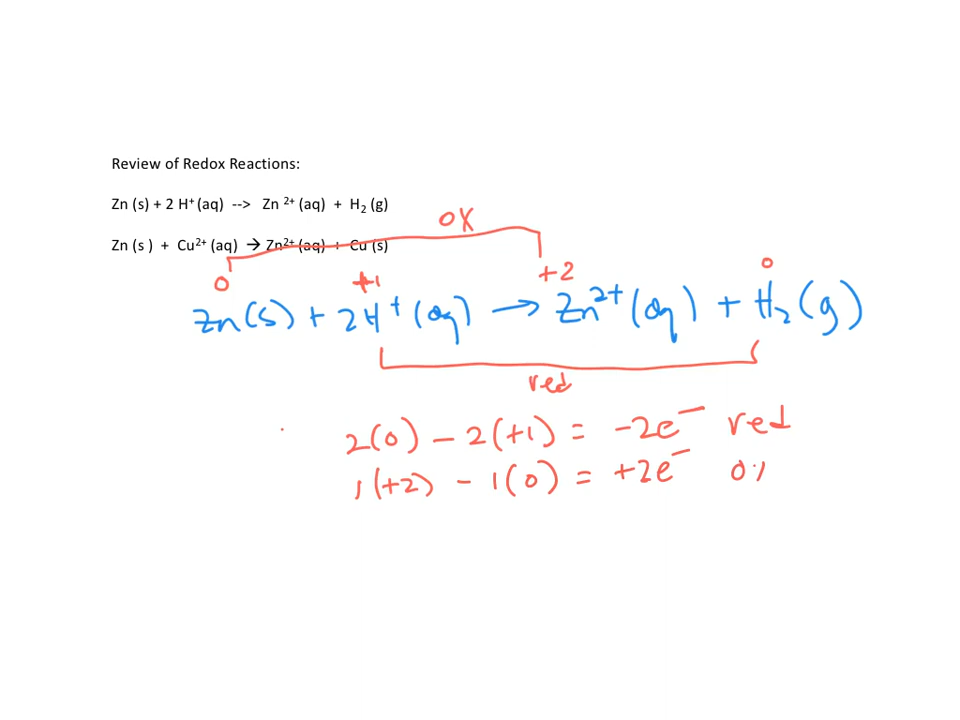 Review of Redox Reactions:
Zn (s) + 2 H⁺ (aq) --> Zn ²⁺ (aq) + H₂ (g)
OX
Zn (s ) + Cu²⁺ (aq) → Zn²⁺ (aq) + Cu (s)
0 +1 +2 0
Zn(s) + 2H⁺(aq) → Zn²⁺(aq) + H₂(g)
red
2(0) - 2(+1) = -2e⁻ red
1(+2) - 1(0) = +2e⁻